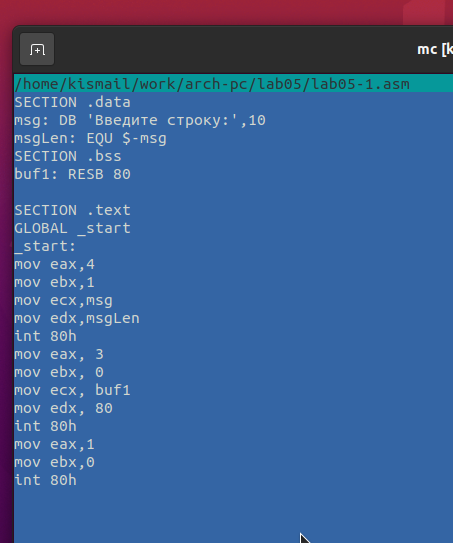 mc [k
/home/kismail/work/arch-pc/lab05/lab05-1.asm
SECTION .data
msg: DB 'Введите строку:',10
msgLen: EQU $-msg
SECTION .bss
buf1: RESB 80
SECTION .text
GLOBAL _start
_start:
mov eax,4
mov ebx,1
mov ecx,msg
mov edx,msgLen
int 80h
mov eax, 3
mov ebx, 0
mov ecx, buf1
mov edx, 80
int 80h
mov eax,1
mov ebx,0
int 80h